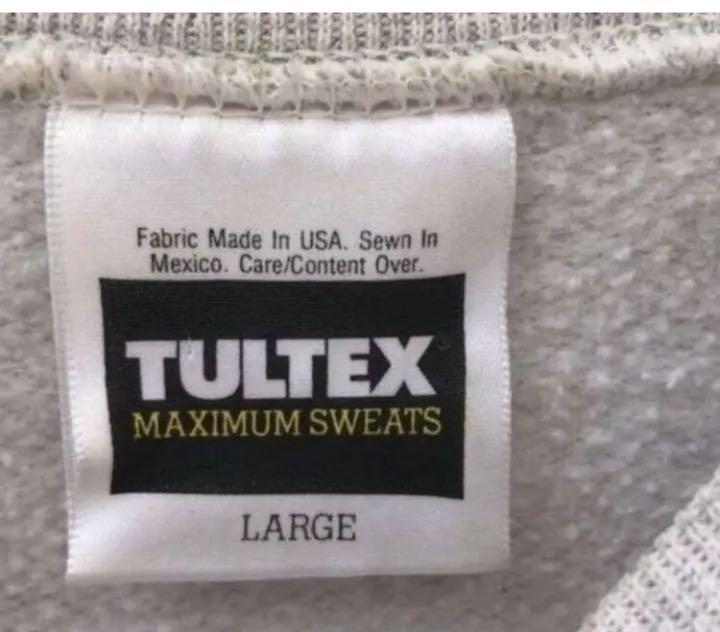 Fabric Made In USA. Sewn In
Mexico. Care/Content Over.
TULTEX
MAXIMUM SWEATS
LARGE